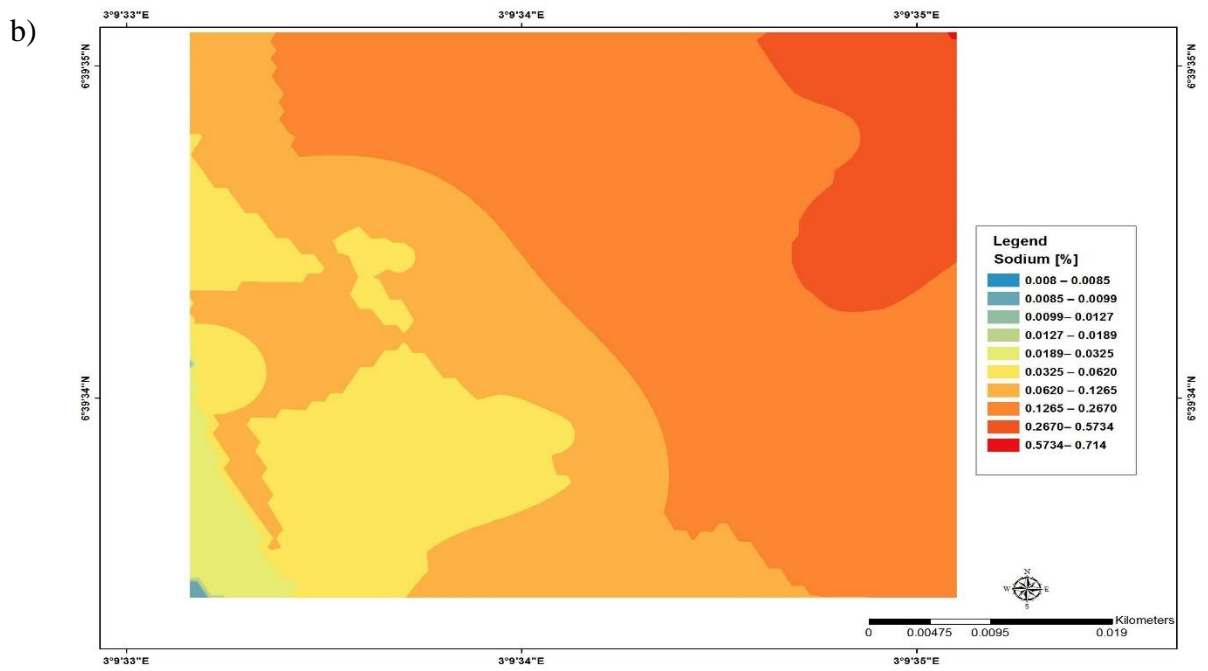 b)
3°9'33"E 3°9'34"E 3°9'35"E
6°39'35"N 6°39'35"N
6°39'34"N 6°39'34"N
Legend
Sodium [%]
0.008 – 0.0085
0.0085 – 0.0099
0.0099– 0.0127
0.0127 – 0.0189
0.0189– 0.0325
0.0325 – 0.0620
0.0620 – 0.1265
0.1265 – 0.2670
0.2670– 0.5734
0.5734– 0.714
N
W E
S
Kilometers
0 0.00475 0.0095 0.019
3°9'33"E 3°9'34"E 3°9'35"E